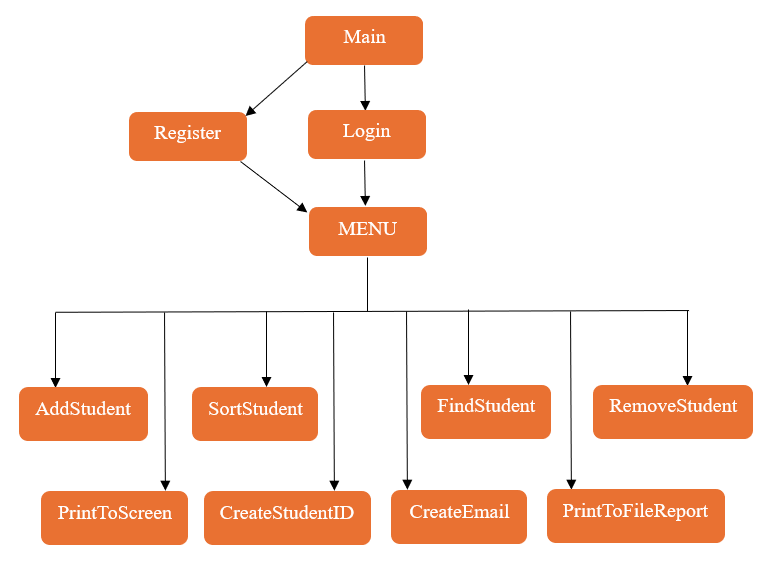 Main
Register
Login
MENU
AddStudent
SortStudent
FindStudent
RemoveStudent
PrintToScreen
CreateStudentID
CreateEmail
PrintToFileReport